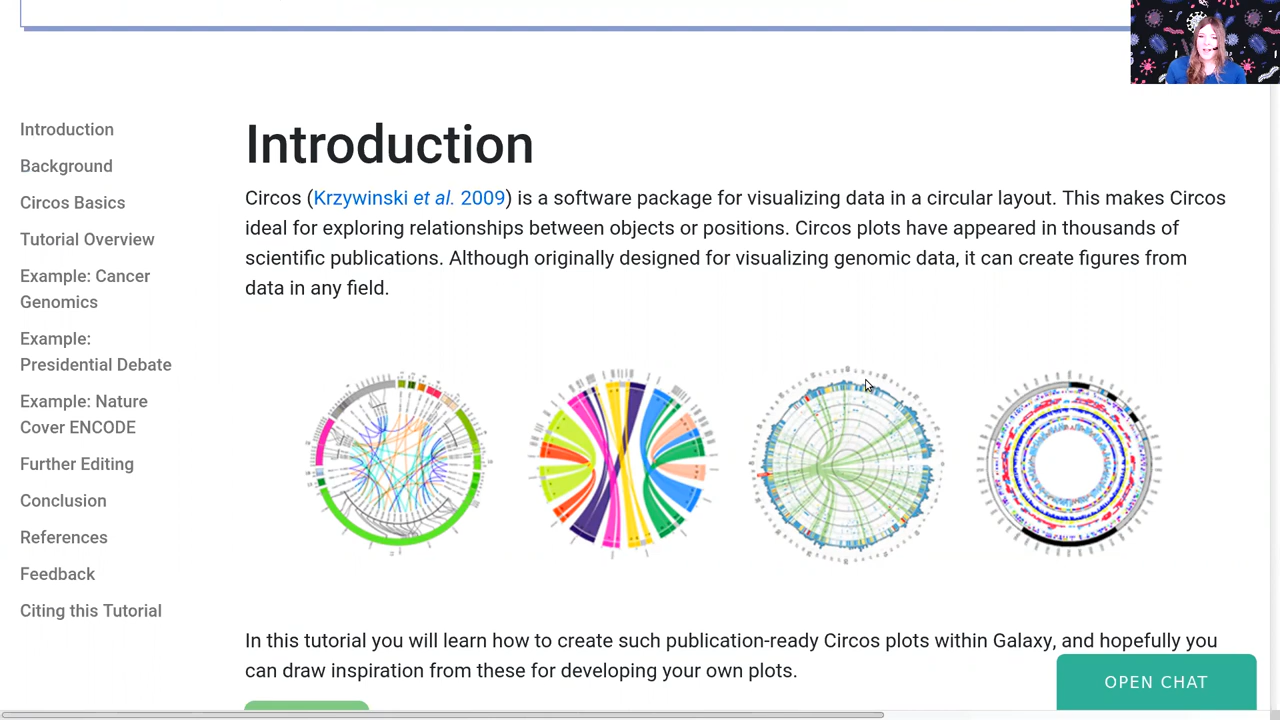 Introduction
Background
Circos Basics
Tutorial Overview
Example: Cancer
Genomics
Example:
Presidential Debate
Example: Nature
Cover ENCODE
Further Editing
Conclusion
References
Feedback
Citing this Tutorial
Introduction
Circos (Krzywinski et al. 2009) is a software package for visualizing data in a circular layout. This makes Circos
ideal for exploring relationships between objects or positions. Circos plots have appeared in thousands of
scientific publications. Although originally designed for visualizing genomic data, it can create figures from
data in any field.
In this tutorial you will learn how to create such publication-ready Circos plots within Galaxy, and hopefully you
can draw inspiration from these for developing your own plots.
OPEN CHAT